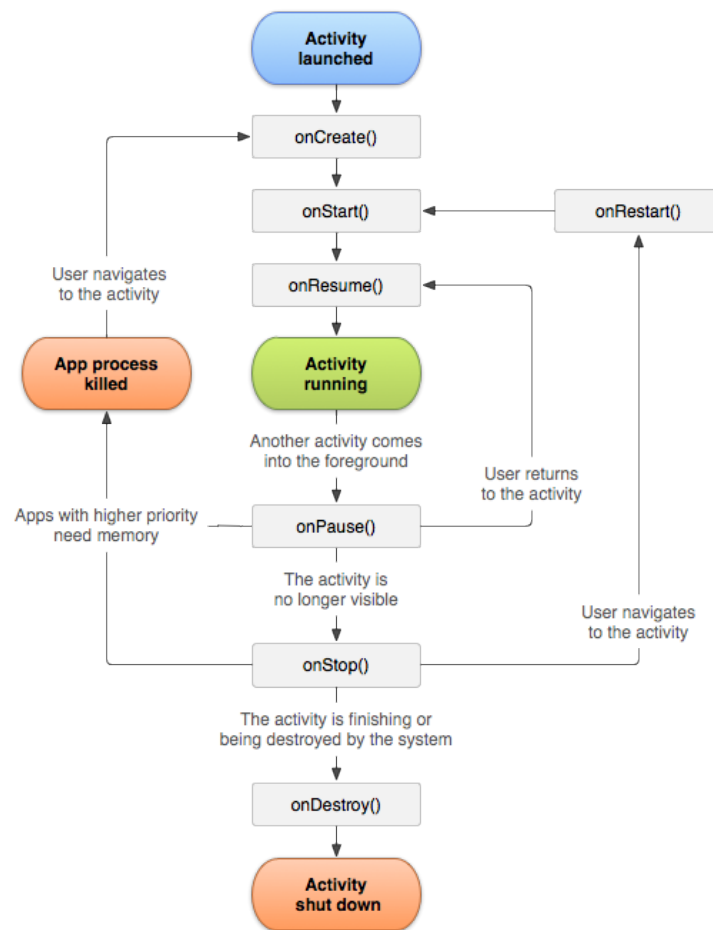 Activity
launched
onCreate()
onStart()
onRestart()
User navigates
to the activity
onResume()
App process
killed
Activity
running
Another activity comes
into the foreground
User returns
to the activity
Apps with higher priority
need memory
onPause()
The activity is
no longer visible
User navigates
to the activity
onStop()
The activity is finishing or
being destroyed by the system
onDestroy()
Activity
shut down